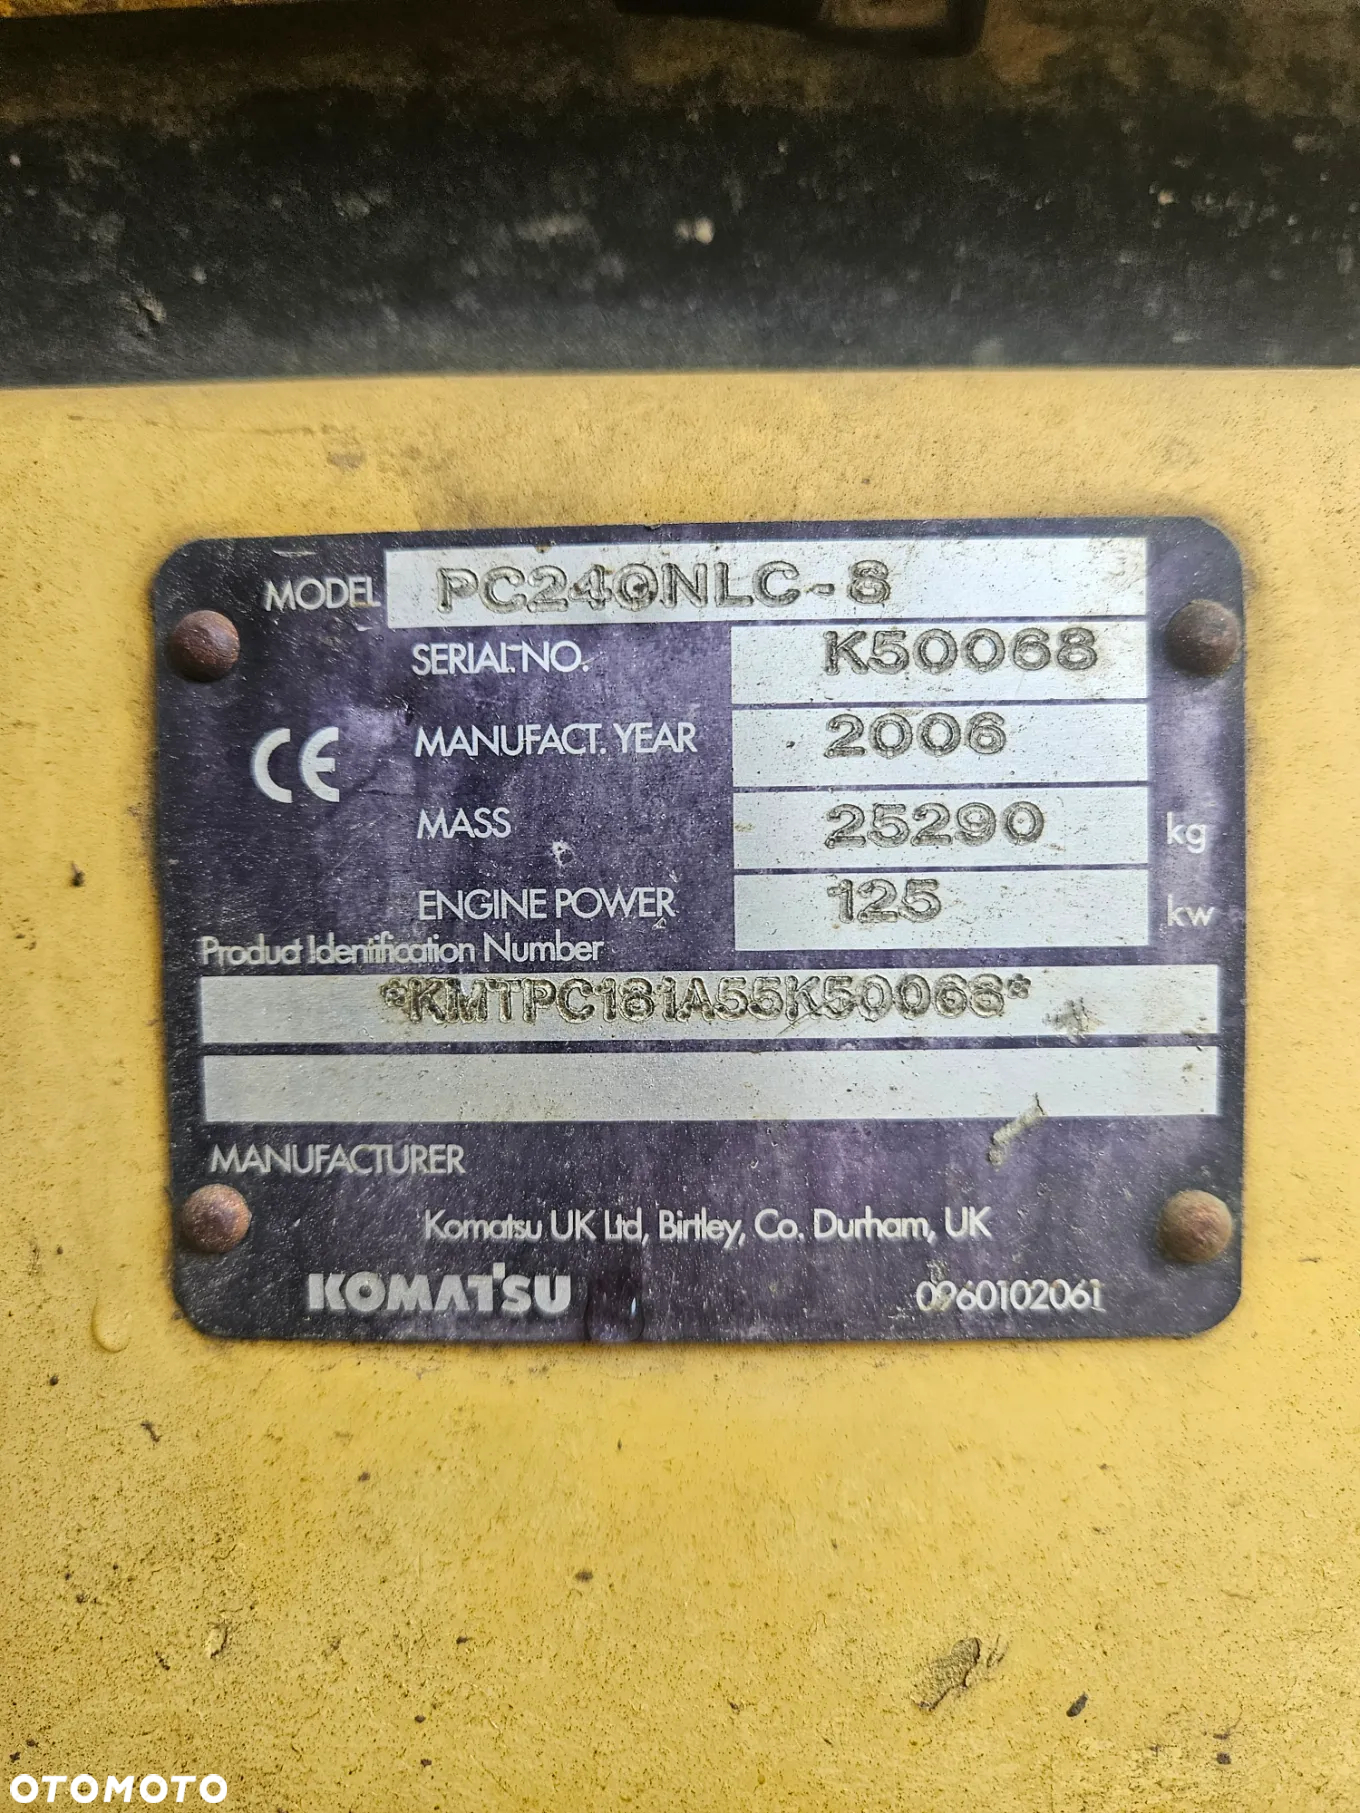 MODEL PC240NLC-8
SERIAL NO. K50068
MANUFACT. YEAR 2006
CE
MASS 25290 kg
ENGINE POWER 125 kw
Product Identification Number
*KMTPC181A55K50068*
MANUFACTURER
Komatsu UK Ltd, Birtley, Co. Durham, UK
KOMATSU 0960102061
OTOMOTO